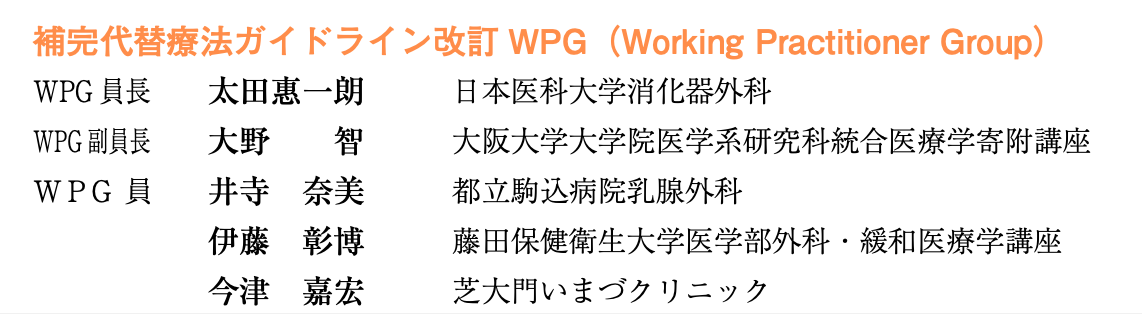 補完代替療法ガイドライン改訂 WPG（Working Practitioner Group）
WPG 員長 太田惠一朗 日本医科大学消化器外科
WPG 副員長 大野　　智 大阪大学大学院医学系研究科統合医療学寄附講座
WPG 員 井寺　奈美 都立駒込病院乳腺外科
伊藤　彰博 藤田保健衛生大学医学部外科・緩和医療学講座
今津　嘉宏 芝大門いまづクリニック